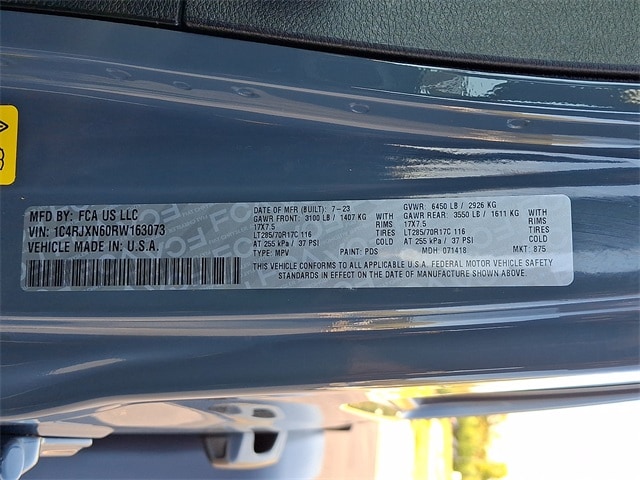 MFD BY: FCA US LLC
VIN: 1C4RJXN60RW163073
VEHICLE MADE IN U.S.A.
DATE OF MFR (BUILT): 7-23
GAWR FRONT: 3100 LB / 1407 KG WITH
17X7.5 RIMS
LT285/70R17C 116 TIRES
AT 255 kPa / 37 PSI
TYPE: MPV PAINT: PDS
GVWR: 6450 LB / 2926 KG
GAWR REAR: 3550 LB / 1611 KG WITH
17X7.5 RIMS
LT285/70R17C 116 TIRES
AT 255 kPa / 37 PSI
MDH 071418 MKT: 875
THIS VEHICLE CONFORMS TO ALL APPLICABLE U.S.A. FEDERAL MOTOR VEHICLE SAFETY
STANDARDS IN EFFECT ON THE DATE OF MANUFACTURE SHOWN ABOVE.